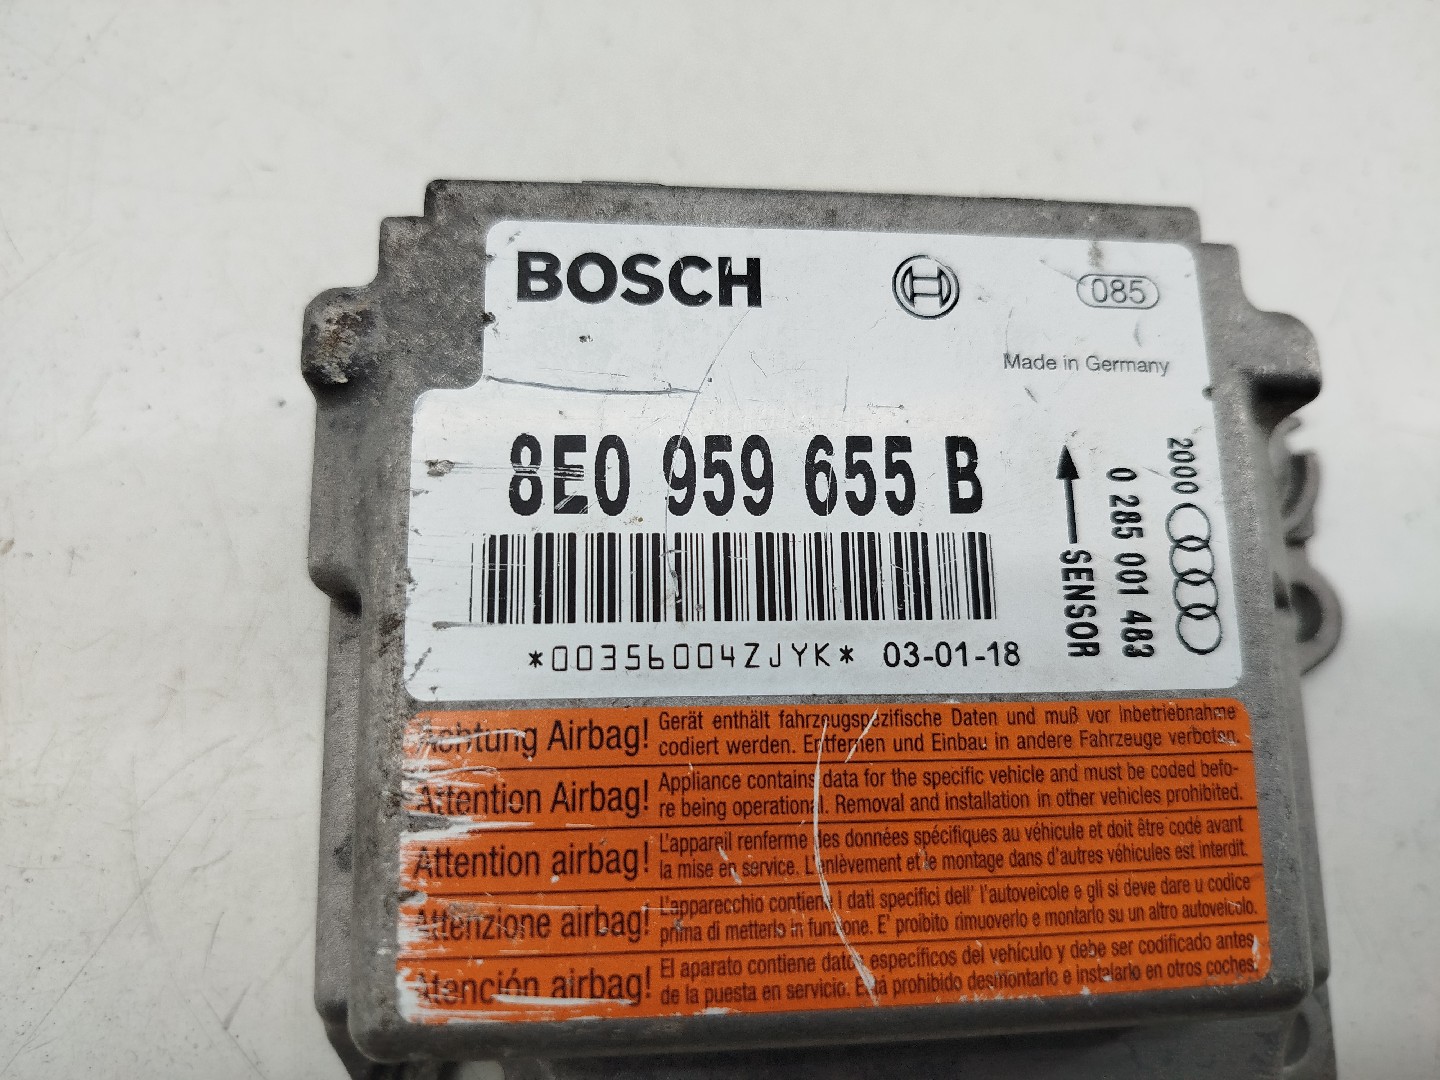 BOSCH
085
Made in Germany
8E0 959 655 B
SENSOR
0 285 001 483
2000
*00356004ZJYK* 03-01-18
Achtung Airbag!
Gerät enthält fahrzeugspezifische Daten und muß vor Inbetriebnahme
codiert werden. Entfernen und Einbau in andere Fahrzeuge verboten.
Attention Airbag!
Appliance contains data for the specific vehicle and must be coded befo-
re being operational. Removal and installation in other vehicles prohibited.
Attention airbag!
L'appareil renferme des données spécifiques au véhicule et doit être codé avant
la mise en service. L'enlèvement et le montage dans d'autres véhicules est interdit.
Attenzione airbag!
L'apparecchio contiene i dati specifici dell' l'autoveicole e gli si deve dare u codice
prima di metterlo in funzione. E' proibito rimuoverlo e montarlo su un altro autoveicolo.
Atención airbag!
El aparato contiene datos específicos del vehículo y debe ser codificado antes
de la puesta en servicio. Está prohibido desmontarlo e instalarlo en otros coches.